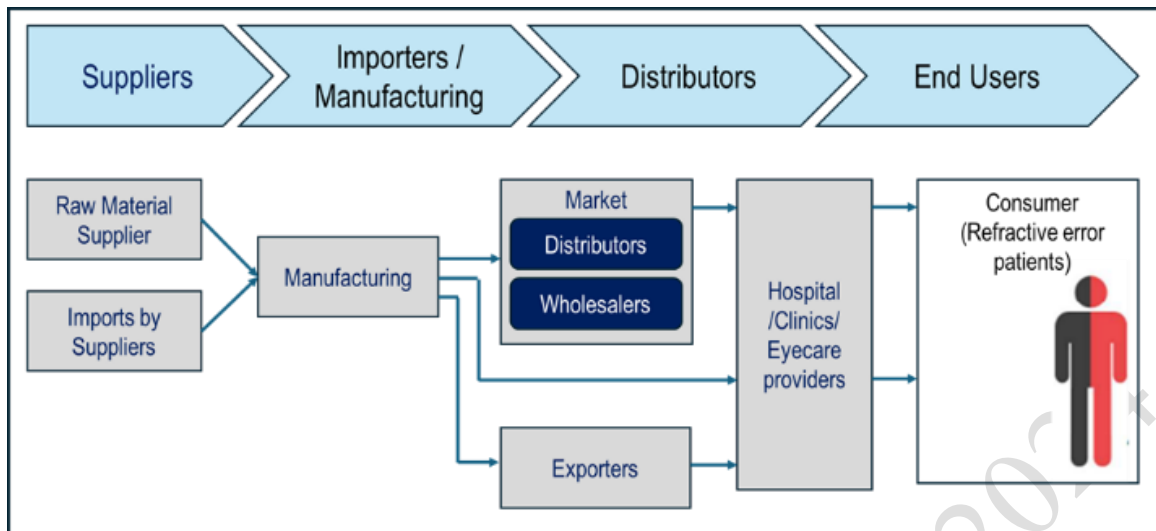 Suppliers
Importers /
Manufacturing
Distributors
End Users
Raw Material
Supplier
Imports by
Suppliers
Manufacturing
Market
Distributors
Wholesalers
Exporters
Hospital
/Clinics/
Eyecare
providers
Consumer
(Refractive error
patients)